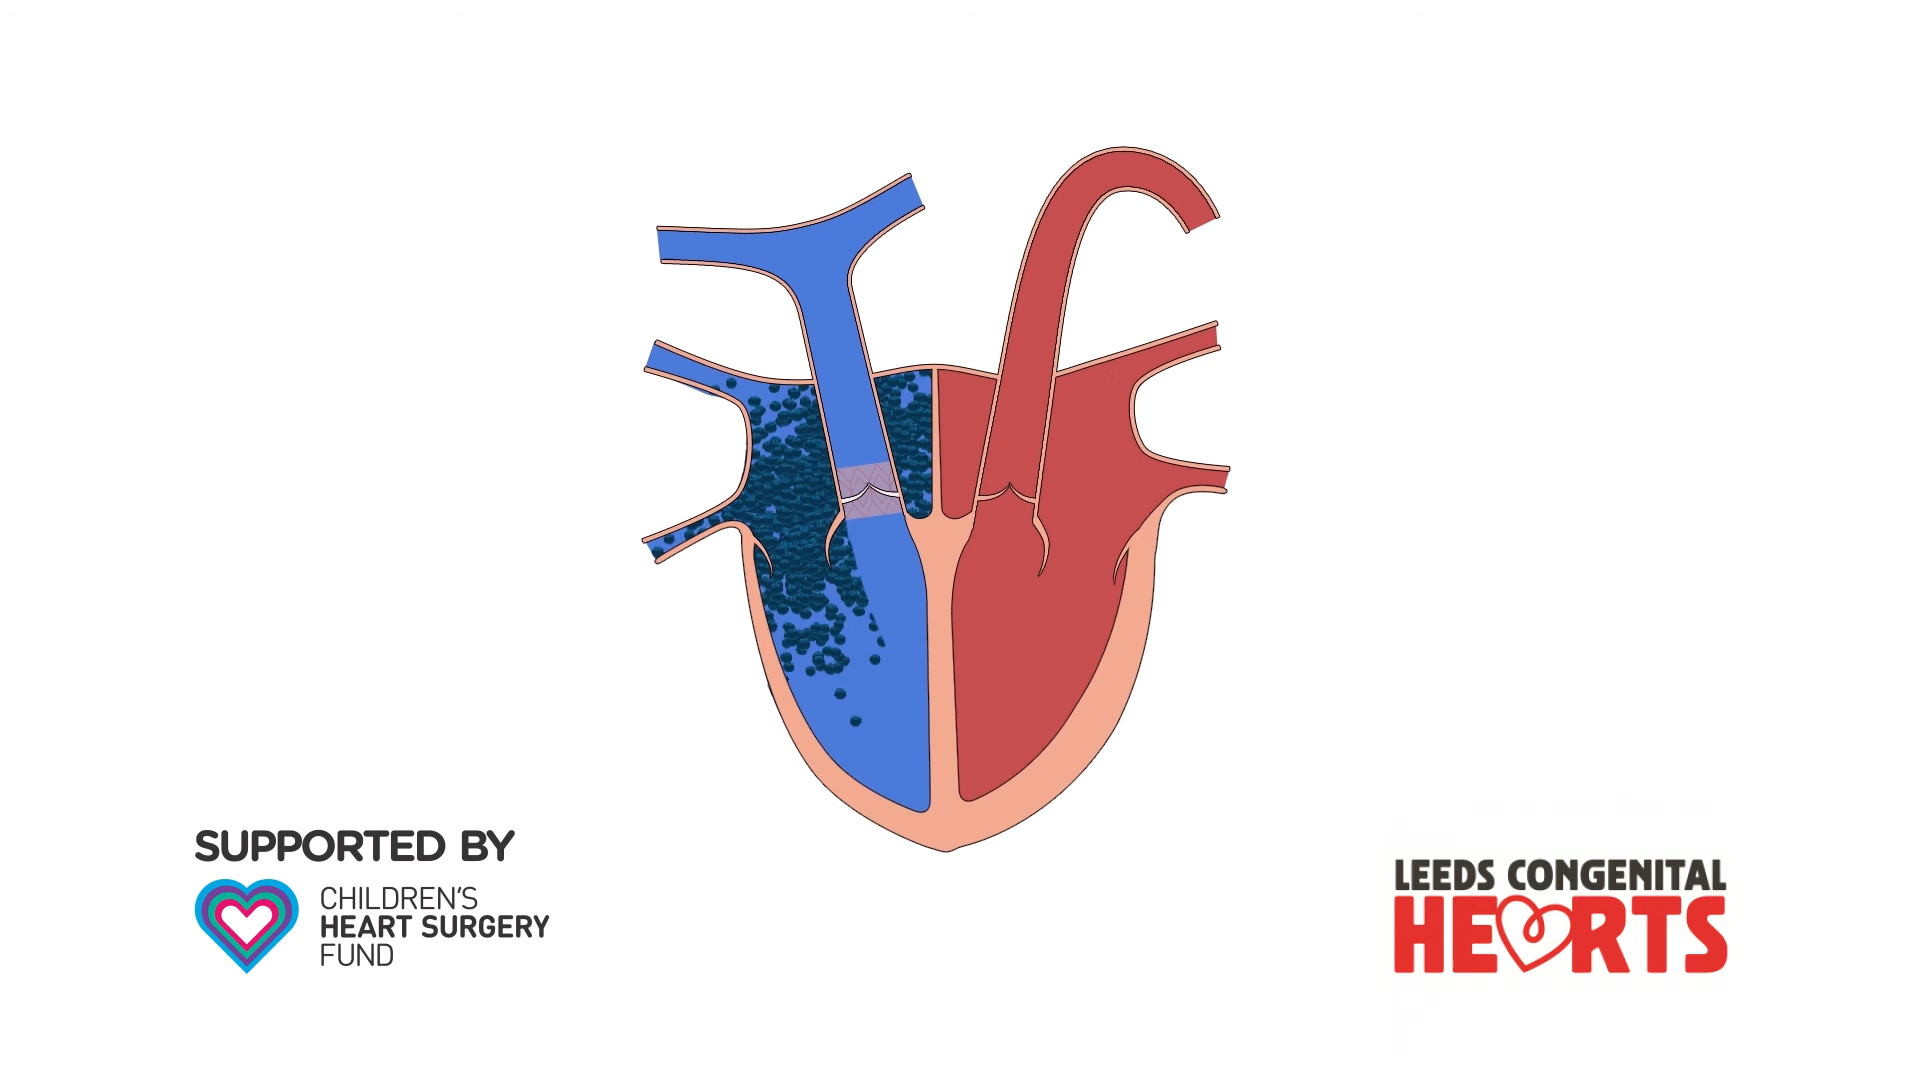 SUPPORTED BY
CHILDREN'S
HEART SURGERY
FUND
LEEDS CONGENITAL
HEARTS